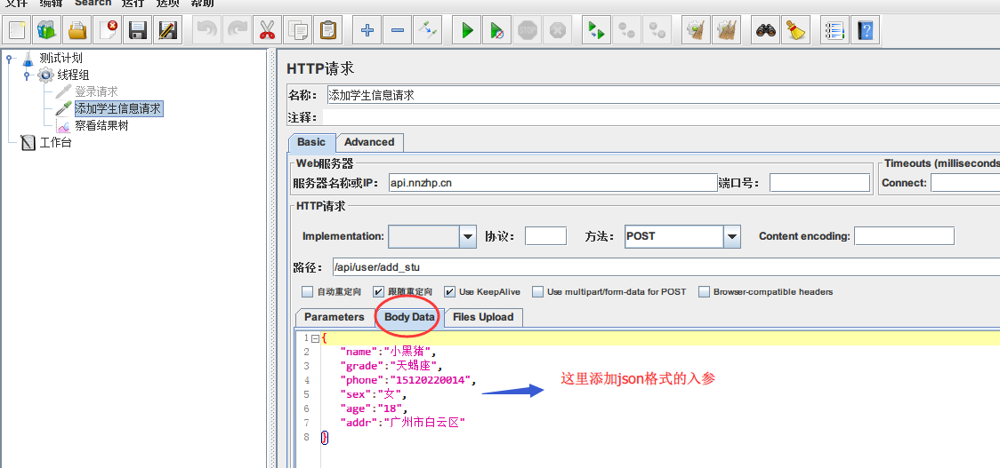 文件 编辑 Search 运行 选项 帮助
STOP
?
测试计划
线程组
登录请求
添加学生信息请求
察看结果树
工作台
HTTP请求
名称： 添加学生信息请求
注释：
Basic Advanced
Web服务器
服务器名称或IP： api.nnzhp.cn 端口号：
Timeouts (milliseconds
Connect:
HTTP请求
Implementation: 协议： 方法： POST Content encoding:
路径： /api/user/add_stu
自动重定向 跟随重定向 Use KeepAlive Use multipart/form-data for POST Browser-compatible headers
Parameters Body Data Files Upload
1 {
2 "name":"小黑猪",
3 "grade":"天蝎座",
4 "phone":"15120220014",
5 "sex":"女",
6 "age":"18",
7 "addr":"广州市白云区"
8 }
这里添加json格式的入参